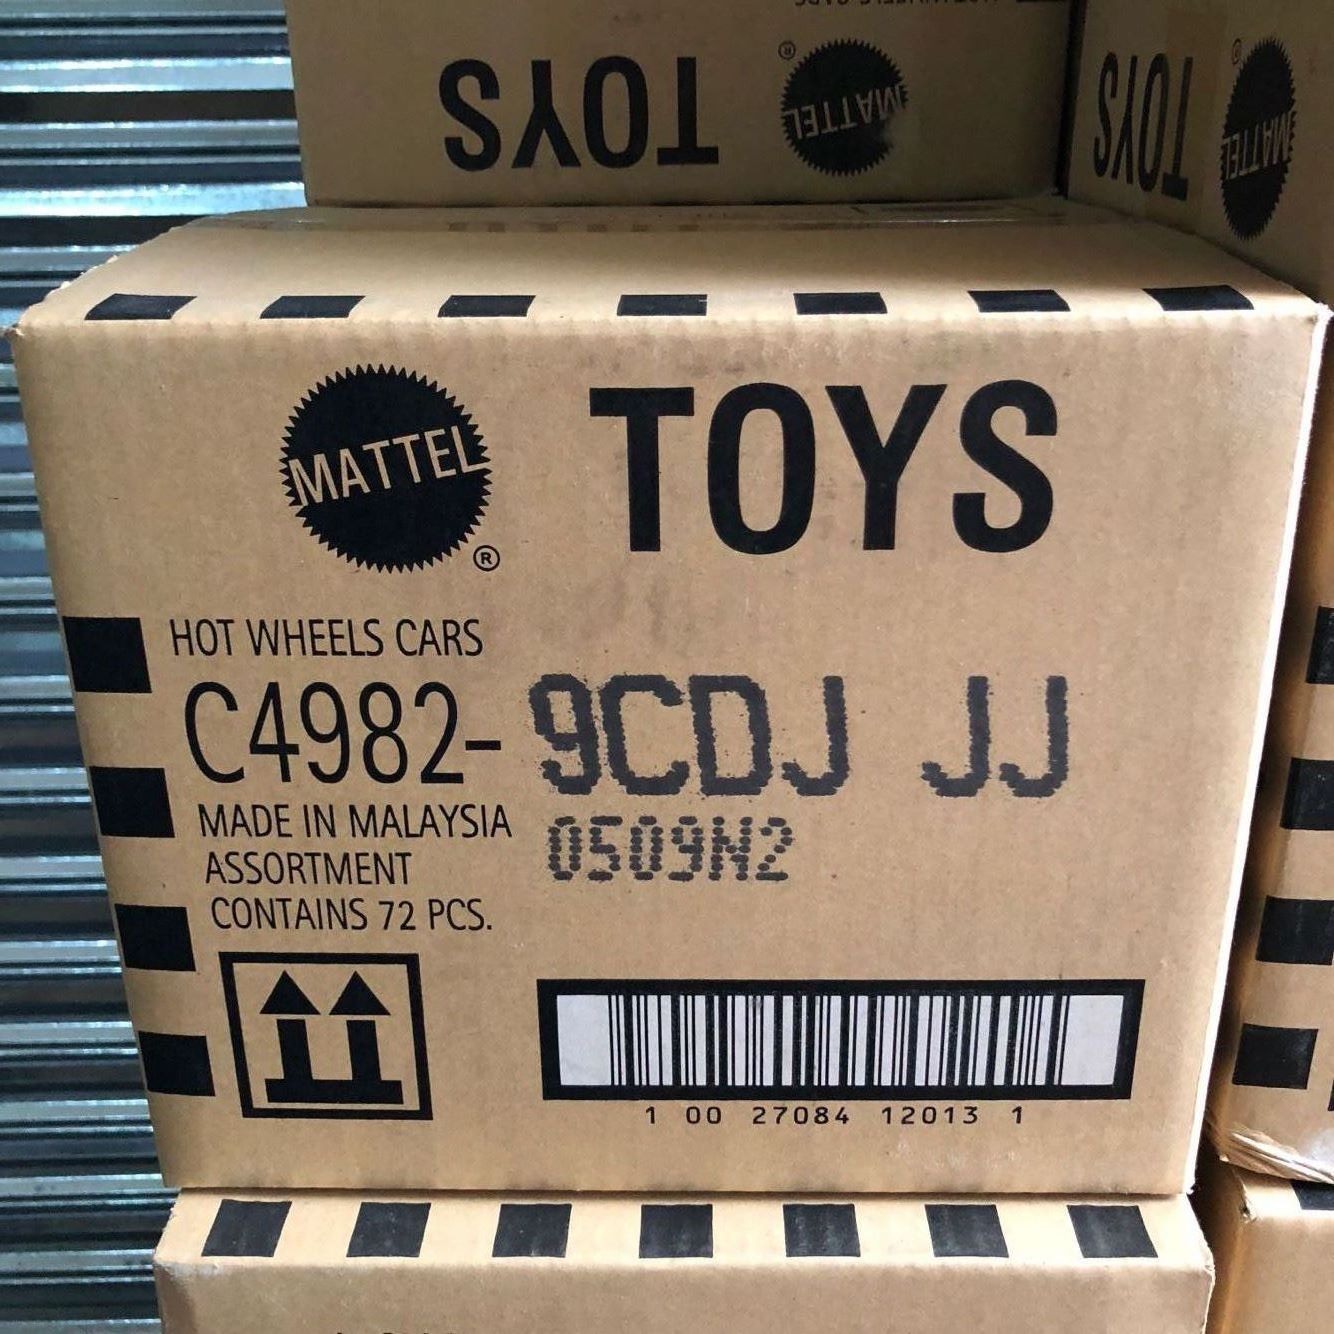 TOYS MATTEL ®
TOYS MATTEL ®
MATTEL ® TOYS
HOT WHEELS CARS
C4982- 9CDJ JJ
MADE IN MALAYSIA 0509N2
ASSORTMENT
CONTAINS 72 PCS.
1 00 27084 12013 1